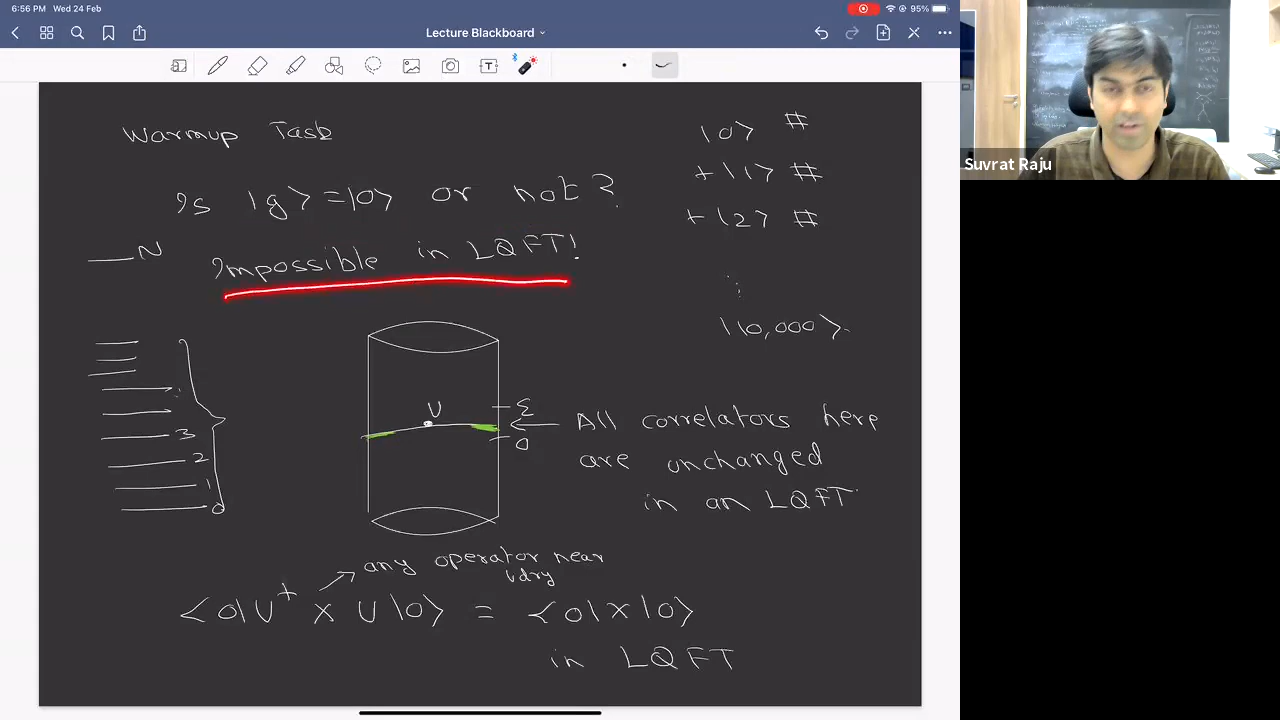 6:56 PM Wed 24 Feb
95%
Lecture Blackboard
Warmup Task
Is |g> = |0> or not?
Impossible in LQFT!
|0> #
+ |1> #
+ |2> #
⋮
|10,000>
N
3
2
1
0
U
ε
0
← All correlators here
are unchanged
in an LQFT
any operator near
bdry
<0|U† X U|0> = <0|X|0>
in LQFT
Suvrat Raju